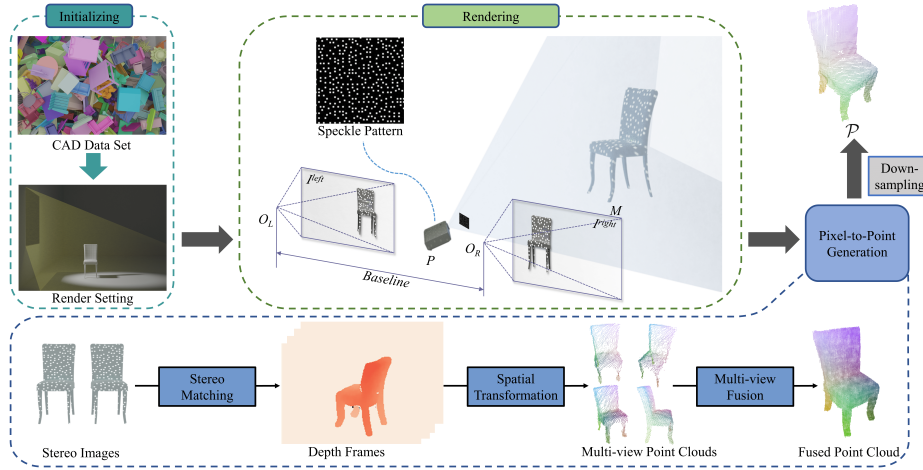 Initializing
CAD Data Set
Render Setting
Rendering
Speckle Pattern
I^left
O_L
P
Baseline
O_R
M
I^right
𝒫
Down-
sampling
Pixel-to-Point
Generation
Stereo Images
Stereo
Matching
Depth Frames
Spatial
Transformation
Multi-view Point Clouds
Multi-view
Fusion
Fused Point Cloud